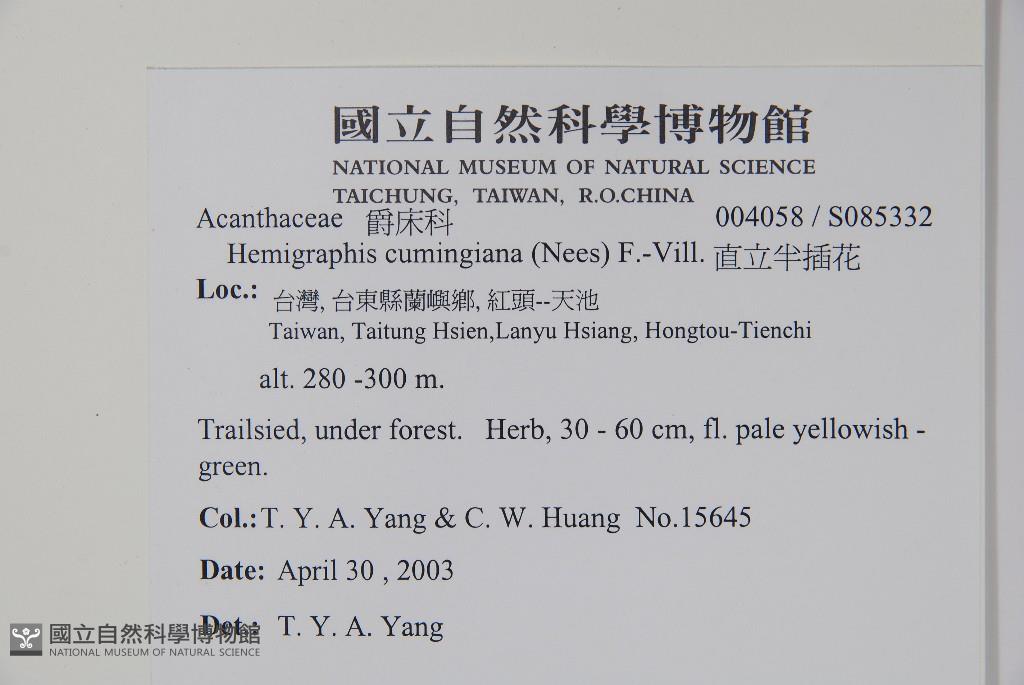 國立自然科學博物館
NATIONAL MUSEUM OF NATURAL SCIENCE
TAICHUNG, TAIWAN, R.O.CHINA
Acanthaceae 爵床科 004058 / S085332
Hemigraphis cumingiana (Nees) F.-Vill. 直立半插花
Loc.: 台灣, 台東縣蘭嶼鄉, 紅頭--天池
Taiwan, Taitung Hsien,Lanyu Hsiang, Hongtou-Tienchi
alt. 280 -300 m.
Trailsied, under forest. Herb, 30 - 60 cm, fl. pale yellowish -
green.
Col.: T. Y. A. Yang & C. W. Huang No.15645
Date: April 30 , 2003
Det.: T. Y. A. Yang
國立自然科學博物館
NATIONAL MUSEUM OF NATURAL SCIENCE